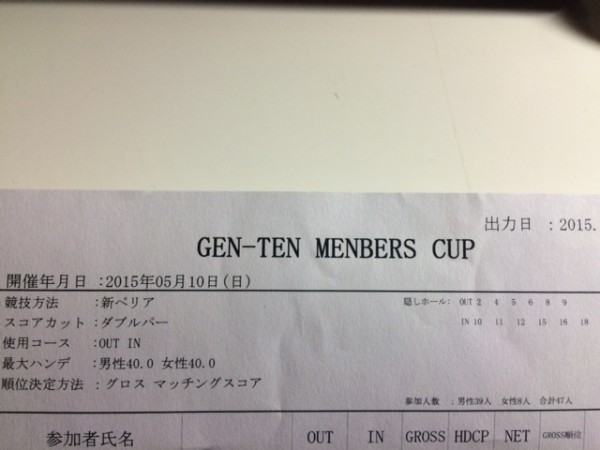 出力日 :2015.
GEN-TEN MENBERS CUP
開催年月日 :2015年05月10日(日)
競技方法 :新ペリア 隠しホール: OUT 2 4 5 6 8 9
スコアカット :ダブルパー IN 10 11 12 15 16 18
使用コース :OUT IN
最大ハンデ :男性40.0 女性40.0
順位決定方法 :グロス マッチングスコア
参加人数 :男性39人 女性8人 合計47人
参加者氏名 OUT IN GROSS HDCP NET GROSS順位